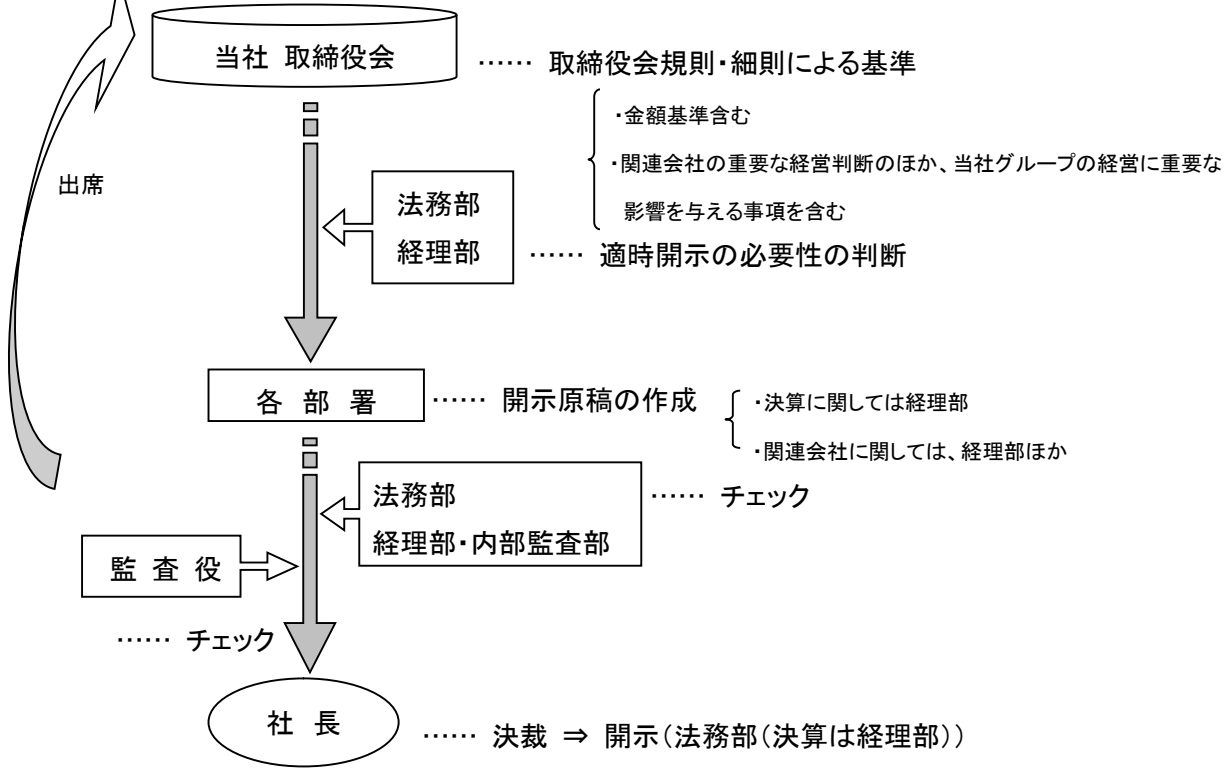 当社 取締役会
…… 取締役会規則・細則による基準
・金額基準含む
・関連会社の重要な経営判断のほか、当社グループの経営に重要な
影響を与える事項を含む
出席
法務部
経理部
…… 適時開示の必要性の判断
各 部 署
…… 開示原稿の作成
・決算に関しては経理部
・関連会社に関しては、経理部ほか
法務部
経理部・内部監査部
…… チェック
監 査 役
…… チェック
社 長
…… 決裁 ⇒ 開示(法務部(決算は経理部))